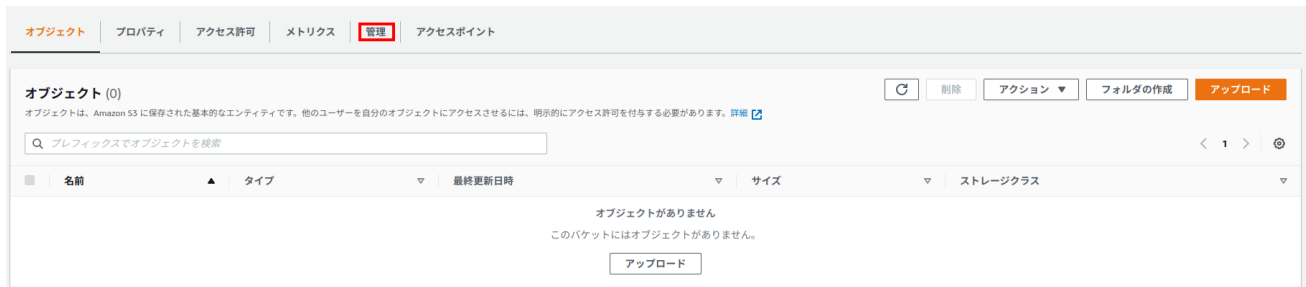 オブジェクト プロパティ アクセス許可 メトリクス 管理 アクセスポイント
オブジェクト (0)
削除 アクション フォルダの作成 アップロード
オブジェクトは、Amazon S3 に保存された基本的なエンティティです。他のユーザーを自分のオブジェクトにアクセスさせるには、明示的にアクセス許可を付与する必要があります。詳細
プレフィックスでオブジェクトを検索
1
名前 タイプ 最終更新日時 サイズ ストレージクラス
オブジェクトがありません
このバケットにはオブジェクトがありません。
アップロード